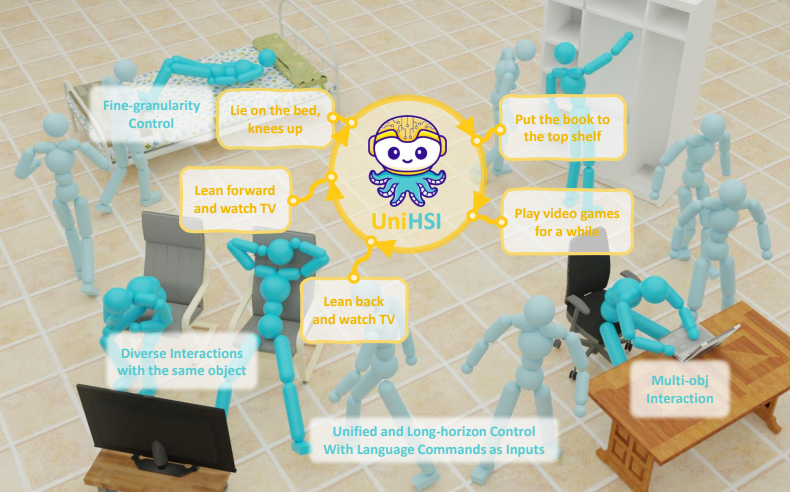 Fine-granularity
Control
Lie on the bed,
knees up
Put the book to
the top shelf
Lean forward
and watch TV
UniHSI
Play video games
for a while
Lean back
and watch TV
Diverse Interactions
with the same object
Multi-obj
Interaction
Unified and Long-horizon Control
With Language Commands as Inputs